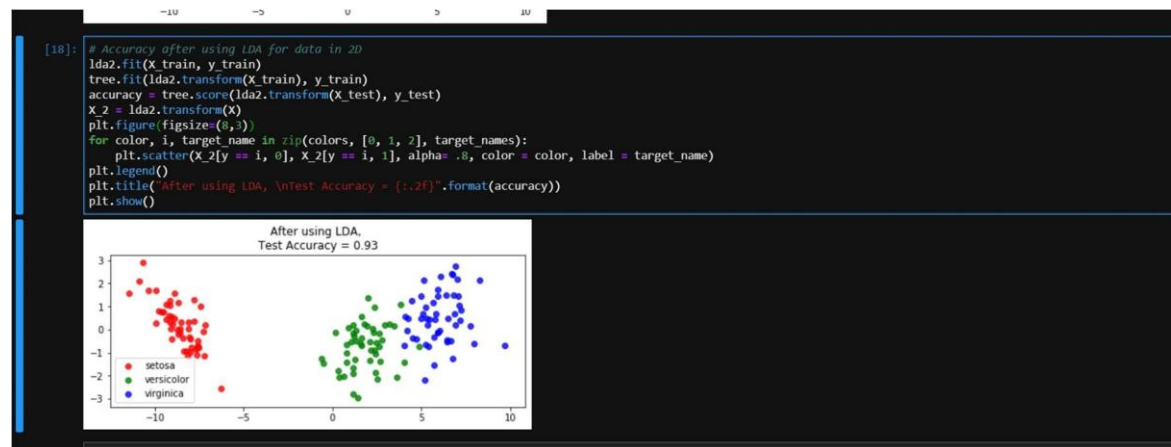 -10 -5 0 5 10
[18]: # Accuracy after using LDA for data in 2D
lda2.fit(X_train, y_train)
tree.fit(lda2.transform(X_train), y_train)
accuracy = tree.score(lda2.transform(X_test), y_test)
X_2 = lda2.transform(X)
plt.figure(figsize=(8,3))
for color, i, target_name in zip(colors, [0, 1, 2], target_names):
    plt.scatter(X_2[y == i, 0], X_2[y == i, 1], alpha= .8, color = color, label = target_name)
plt.legend()
plt.title("After using LDA, \nTest Accuracy = {:.2f}".format(accuracy))
plt.show()
After using LDA,
Test Accuracy = 0.93
3
2
1
0
-1
-2
-3
setosa
versicolor
virginica
-10 -5 0 5 10